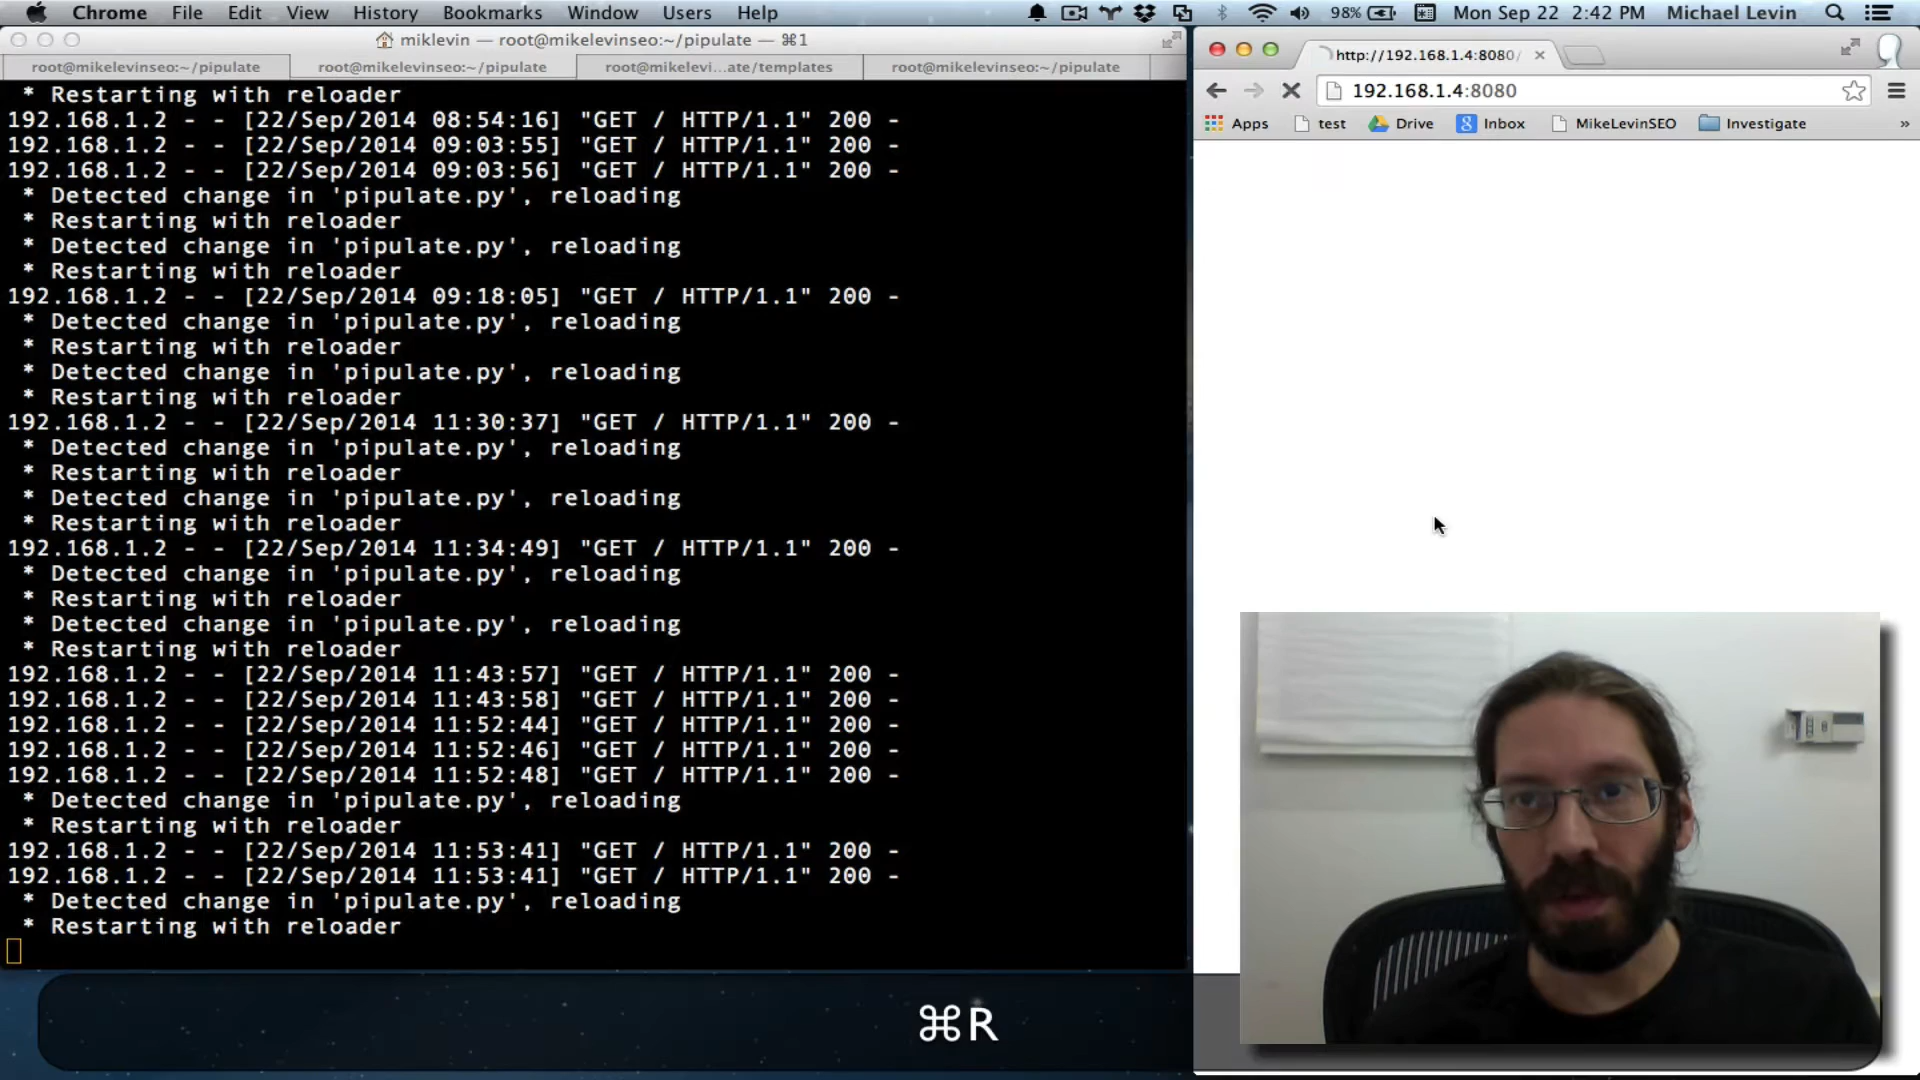 Chrome File Edit View History Bookmarks Window Users Help 98% Mon Sep 22 2:42 PM Michael Levin
miklevin — root@mikelevinseo:~/pipulate — ⌘1
root@mikelevinseo:~/pipulate root@mikelevinseo:~/pipulate root@mikelevi...ate/templates root@mikelevinseo:~/pipulate
* Restarting with reloader
192.168.1.2 - - [22/Sep/2014 08:54:16] "GET / HTTP/1.1" 200 -
192.168.1.2 - - [22/Sep/2014 09:03:55] "GET / HTTP/1.1" 200 -
192.168.1.2 - - [22/Sep/2014 09:03:56] "GET / HTTP/1.1" 200 -
* Detected change in 'pipulate.py', reloading
* Restarting with reloader
* Detected change in 'pipulate.py', reloading
* Restarting with reloader
192.168.1.2 - - [22/Sep/2014 09:18:05] "GET / HTTP/1.1" 200 -
* Detected change in 'pipulate.py', reloading
* Restarting with reloader
* Detected change in 'pipulate.py', reloading
* Restarting with reloader
192.168.1.2 - - [22/Sep/2014 11:30:37] "GET / HTTP/1.1" 200 -
* Detected change in 'pipulate.py', reloading
* Restarting with reloader
* Detected change in 'pipulate.py', reloading
* Restarting with reloader
192.168.1.2 - - [22/Sep/2014 11:34:49] "GET / HTTP/1.1" 200 -
* Detected change in 'pipulate.py', reloading
* Restarting with reloader
* Detected change in 'pipulate.py', reloading
* Restarting with reloader
192.168.1.2 - - [22/Sep/2014 11:43:57] "GET / HTTP/1.1" 200 -
192.168.1.2 - - [22/Sep/2014 11:43:58] "GET / HTTP/1.1" 200 -
192.168.1.2 - - [22/Sep/2014 11:52:44] "GET / HTTP/1.1" 200 -
192.168.1.2 - - [22/Sep/2014 11:52:46] "GET / HTTP/1.1" 200 -
192.168.1.2 - - [22/Sep/2014 11:52:48] "GET / HTTP/1.1" 200 -
* Detected change in 'pipulate.py', reloading
* Restarting with reloader
192.168.1.2 - - [22/Sep/2014 11:53:41] "GET / HTTP/1.1" 200 -
192.168.1.2 - - [22/Sep/2014 11:53:41] "GET / HTTP/1.1" 200 -
* Detected change in 'pipulate.py', reloading
* Restarting with reloader
http://192.168.1.4:8080/
192.168.1.4:8080
Apps test Drive Inbox MikeLevinSEO Investigate »
⌘R